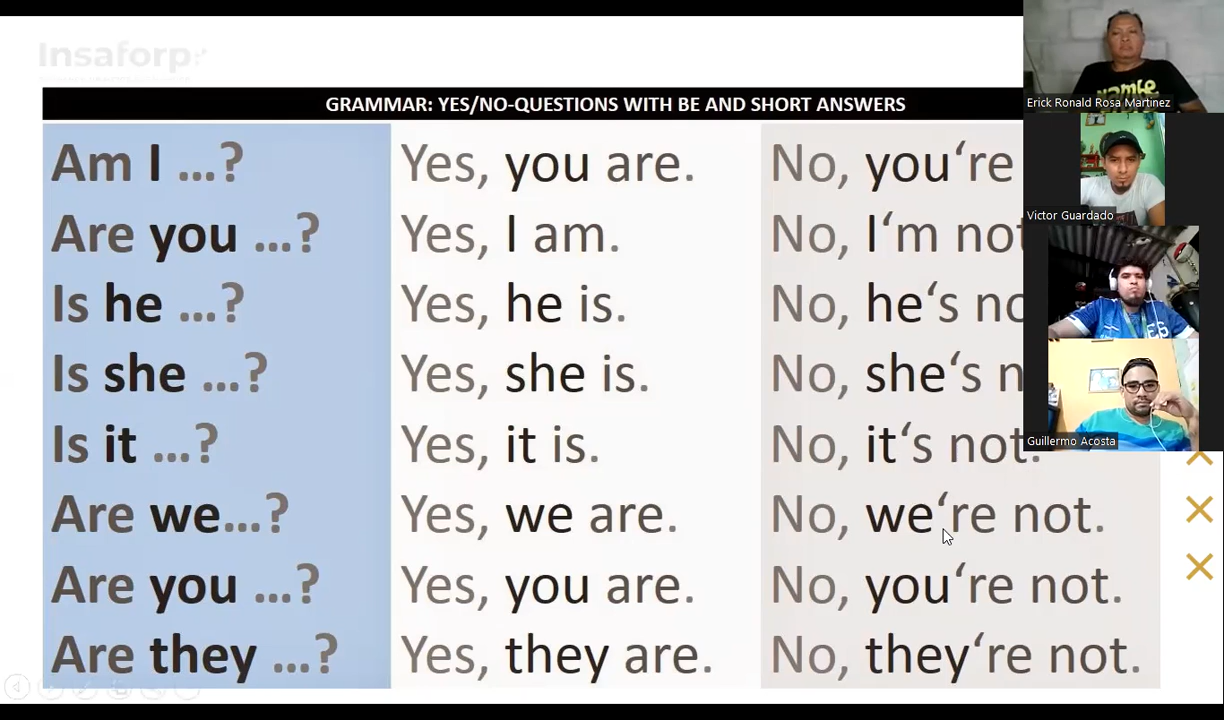 Insaforp
GRAMMAR: YES/NO-QUESTIONS WITH BE AND SHORT ANSWERS
Am I ...? Yes, you are. No, you‘re
Are you ...? Yes, I am. No, I‘m not
Is he ...? Yes, he is. No, he‘s
Is she ...? Yes, she is. No, she‘s
Is it ...? Yes, it is. No, it‘s not.
Are we...? Yes, we are. No, we‘re not.
Are you ...? Yes, you are. No, you‘re not.
Are they ...? Yes, they are. No, they‘re not.
Erick Ronald Rosa Martinez
Victor Guardado
Guillermo Acosta